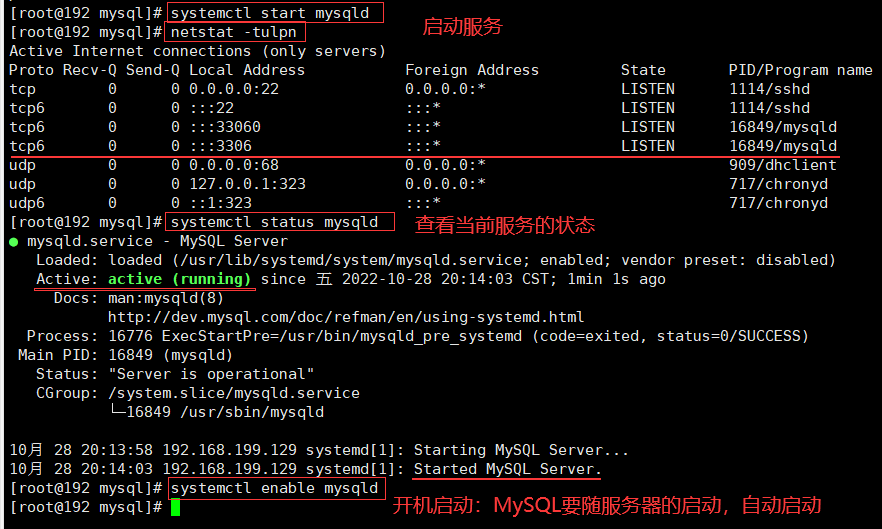 [root@192 mysql]# systemctl start mysqld
启动服务
[root@192 mysql]# netstat -tulpn
Active Internet connections (only servers)
Proto Recv-Q Send-Q Local Address Foreign Address State PID/Program name
tcp 0 0 0.0.0.0:22 0.0.0.0:* LISTEN 1114/sshd
tcp6 0 0 :::22 :::* LISTEN 1114/sshd
tcp6 0 0 :::33060 :::* LISTEN 16849/mysqld
tcp6 0 0 :::3306 :::* LISTEN 16849/mysqld
udp 0 0 0.0.0.0:68 0.0.0.0:* 909/dhclient
udp 0 0 127.0.0.1:323 0.0.0.0:* 717/chronyd
udp6 0 0 ::1:323 :::* 717/chronyd
[root@192 mysql]# systemctl status mysqld 查看当前服务的状态
● mysqld.service - MySQL Server
Loaded: loaded (/usr/lib/systemd/system/mysqld.service; enabled; vendor preset: disabled)
Active: active (running) since 五 2022-10-28 20:14:03 CST; 1min 1s ago
Docs: man:mysqld(8)
http://dev.mysql.com/doc/refman/en/using-systemd.html
Process: 16776 ExecStartPre=/usr/bin/mysqld_pre_systemd (code=exited, status=0/SUCCESS)
Main PID: 16849 (mysqld)
Status: "Server is operational"
CGroup: /system.slice/mysqld.service
└─16849 /usr/sbin/mysqld
10月 28 20:13:58 192.168.199.129 systemd[1]: Starting MySQL Server...
10月 28 20:14:03 192.168.199.129 systemd[1]: Started MySQL Server.
[root@192 mysql]# systemctl enable mysqld
[root@192 mysql]# 开机启动：MySQL要随服务器的启动，自动启动